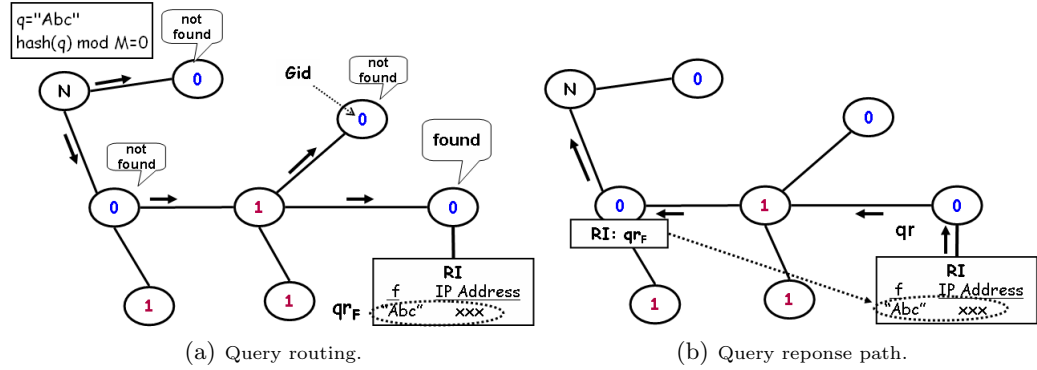 q="Abc"
hash(q) mod M=0
not
found
N
0
Gid
not
found
0
not
found
found
0
1
0
1
1
RI
f IP Address
qrF
"Abc" xxx
(a) Query routing.
N
0
0
0
1
0
RI: qrF
qr
1
1
RI
f IP Address
"Abc" xxx
(b) Query reponse path.